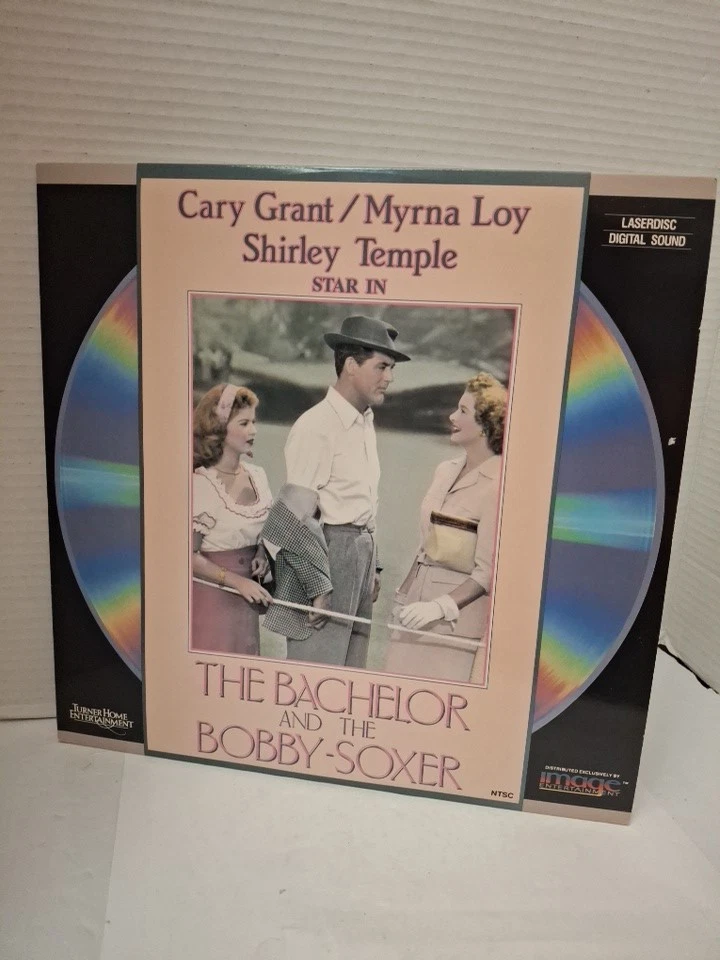 Cary Grant / Myrna Loy
Shirley Temple
STAR IN
LASERDISC
DIGITAL SOUND
THE BACHELOR
AND THE
BOBBY-SOXER
TURNER HOME
ENTERTAINMENT
NTSC
DISTRIBUTED EXCLUSIVELY BY
image™
ENTERTAINMENT